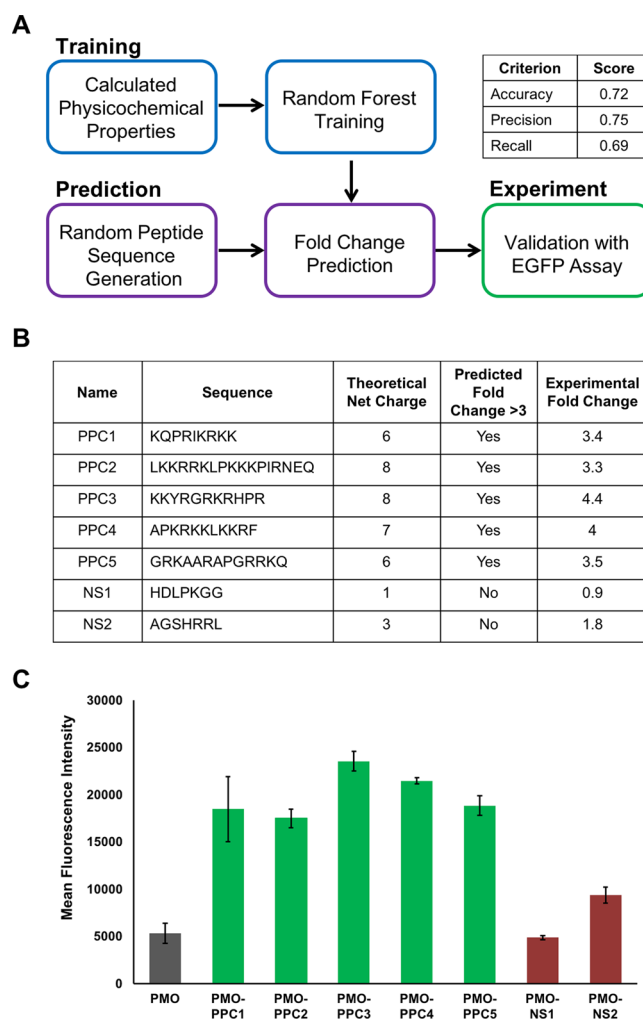 A
Training
Calculated
Physicochemical
Properties
Random Forest
Training
Criterion Score
Accuracy 0.72
Precision 0.75
Recall 0.69
Prediction
Experiment
Random Peptide
Sequence
Generation
Fold Change
Prediction
Validation with
EGFP Assay
B
Name Sequence Theoretical Net Charge Predicted Fold Change >3 Experimental Fold Change
PPC1 KQPRIKRKK 6 Yes 3.4
PPC2 LKKRRKLPKKKPIRNEQ 8 Yes 3.3
PPC3 KKYRGRKRHPR 8 Yes 4.4
PPC4 APKRKKLKKRF 7 Yes 4
PPC5 GRKAARAPGRRKQ 6 Yes 3.5
NS1 HDLPKGG 1 No 0.9
NS2 AGSHRRL 3 No 1.8
C
Mean Fluorescence Intensity
30000
25000
20000
15000
10000
5000
0
PMO PMO-PPC1 PMO-PPC2 PMO-PPC3 PMO-PPC4 PMO-PPC5 PMO-NS1 PMO-NS2